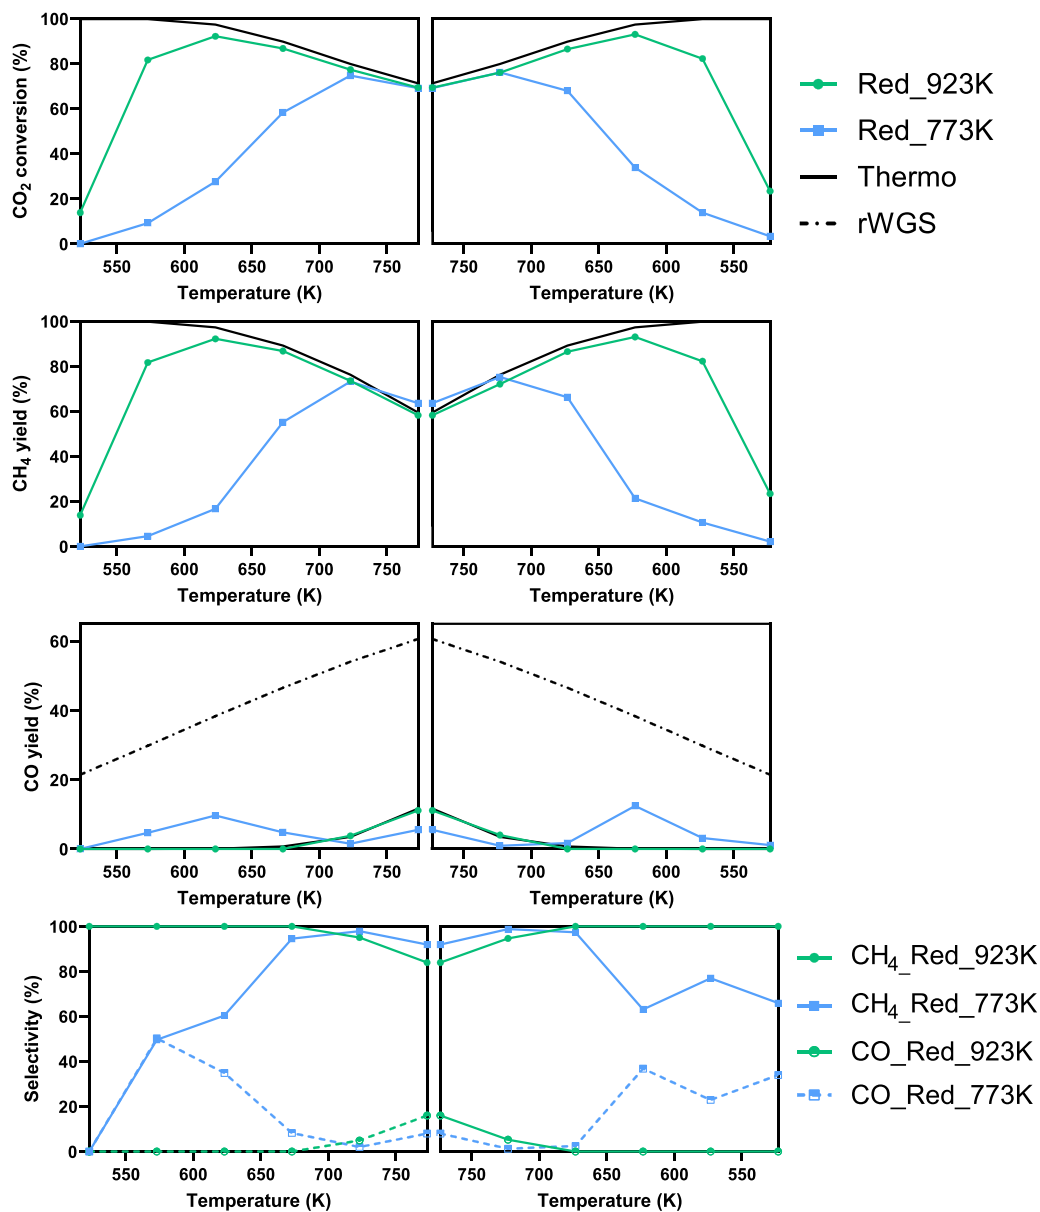 CO2 conversion (%)
100
80
60
40
20
0
550 600 650 700 750
Temperature (K)
750 700 650 600 550
Temperature (K)
Red_923K
Red_773K
Thermo
rWGS
CH4 yield (%)
100
80
60
40
20
0
550 600 650 700 750
Temperature (K)
750 700 650 600 550
Temperature (K)
CO yield (%)
60
40
20
0
550 600 650 700 750
Temperature (K)
750 700 650 600 550
Temperature (K)
Selectivity (%)
100
80
60
40
20
0
550 600 650 700 750
Temperature (K)
750 700 650 600 550
Temperature (K)
CH4_Red_923K
CH4_Red_773K
CO_Red_923K
CO_Red_773K